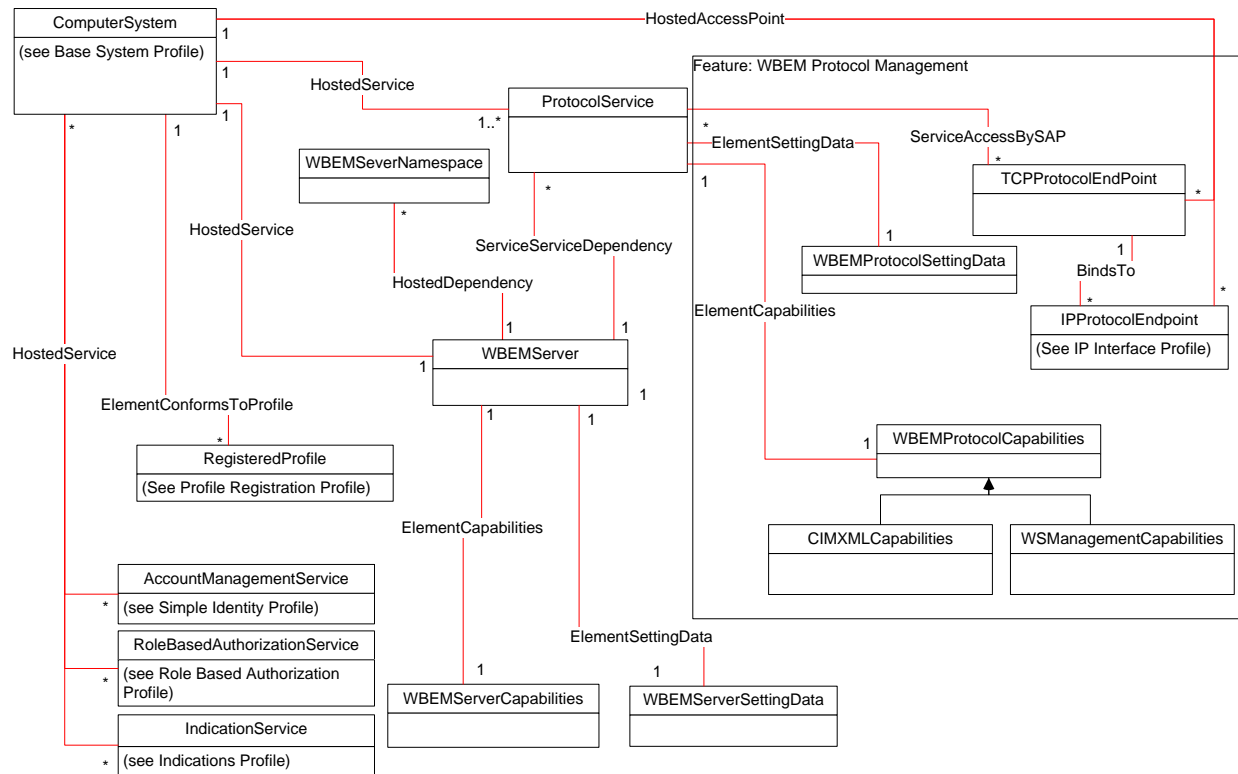 ComputerSystem
(see Base System Profile)
1
HostedAccessPoint
1
1
*
1
HostedService
Feature: WBEM Protocol Management
ProtocolService
1..*
*
ElementSettingData
1
ServiceAccessBySAP
*
TCPProtocolEndPoint
*
WBEMSeverNamespace
*
*
HostedService
ServiceServiceDependency
HostedDependency
1
WBEMProtocolSettingData
1
BindsTo
*
*
IPProtocolEndpoint
(See IP Interface Profile)
ElementCapabilities
1
1
HostedService
1
WBEMServer
1
1
1
ElementConformsToProfile
*
RegisteredProfile
(See Profile Registration Profile)
1
WBEMProtocolCapabilities
CIMXMLCapabilities
WSManagementCapabilities
ElementCapabilities
AccountManagementService
*
(see Simple Identity Profile)
RoleBasedAuthorizationService
*
(see Role Based Authorization
Profile)
ElementSettingData
1
1
WBEMServerCapabilities
WBEMServerSettingData
IndicationService
*
(see Indications Profile)